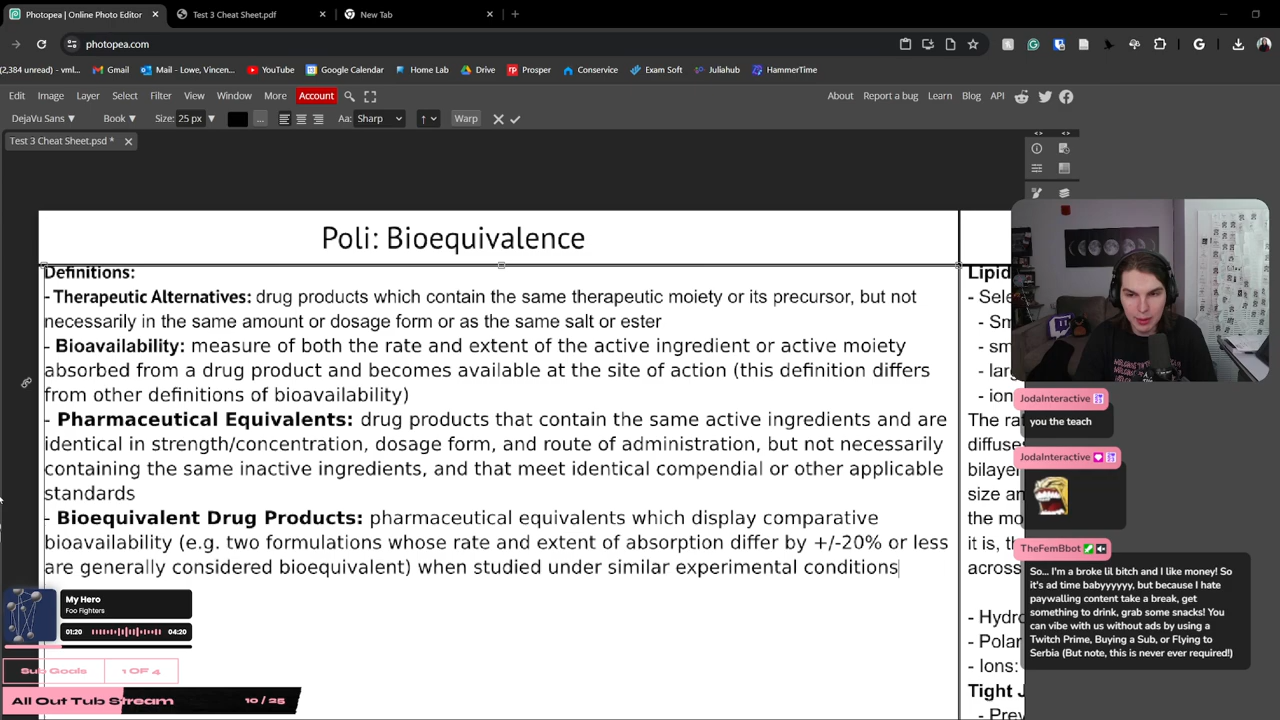 Photopea | Online Photo Editor
Test 3 Cheat Sheet.pdf
New Tab
photopea.com
(2,384 unread) - vml...
Gmail
Mail - Lowe, Vincen...
YouTube
Google Calendar
Home Lab
Drive
Prosper
Conservice
Exam Soft
Juliahub
HammerTime
Edit Image Layer Select Filter View Window More Account
About Report a bug Learn Blog API
DejaVu Sans Book Size: 25 px ... Aa: Sharp Warp
Test 3 Cheat Sheet.psd *
Poli: Bioequivalence
Definitions:
- Therapeutic Alternatives: drug products which contain the same therapeutic moiety or its precursor, but not
necessarily in the same amount or dosage form or as the same salt or ester
- Bioavailability: measure of both the rate and extent of the active ingredient or active moiety
absorbed from a drug product and becomes available at the site of action (this definition differs
from other definitions of bioavailability)
- Pharmaceutical Equivalents: drug products that contain the same active ingredients and are
identical in strength/concentration, dosage form, and route of administration, but not necessarily
containing the same inactive ingredients, and that meet identical compendial or other applicable
standards
- Bioequivalent Drug Products: pharmaceutical equivalents which display comparative
bioavailability (e.g. two formulations whose rate and extent of absorption differ by +/-20% or less
are generally considered bioequivalent) when studied under similar experimental conditions
Lipid
- Sele
- Sm
- sm
- larg
- ion
The ra
diffuse
bilaye
size an
the mo
it is, th
across
- Hydro
- Polar
- Ions:
Tight J
- Prev
JodaInteractive
you the teach
JodaInteractive
TheFemBbot
So... I'm a broke lil bitch and I like money! So
it's ad time babyyyyyy, but because I hate
paywalling content take a break, get
something to drink, grab some snacks! You
can vibe with us without ads by using a
Twitch Prime, Buying a Sub, or Flying to
Serbia (But note, this is never ever required!)
My Hero
Foo Fighters
01:20
04:20
Sub Goals
1 OF 4
All Out Tub Stream
10 / 25